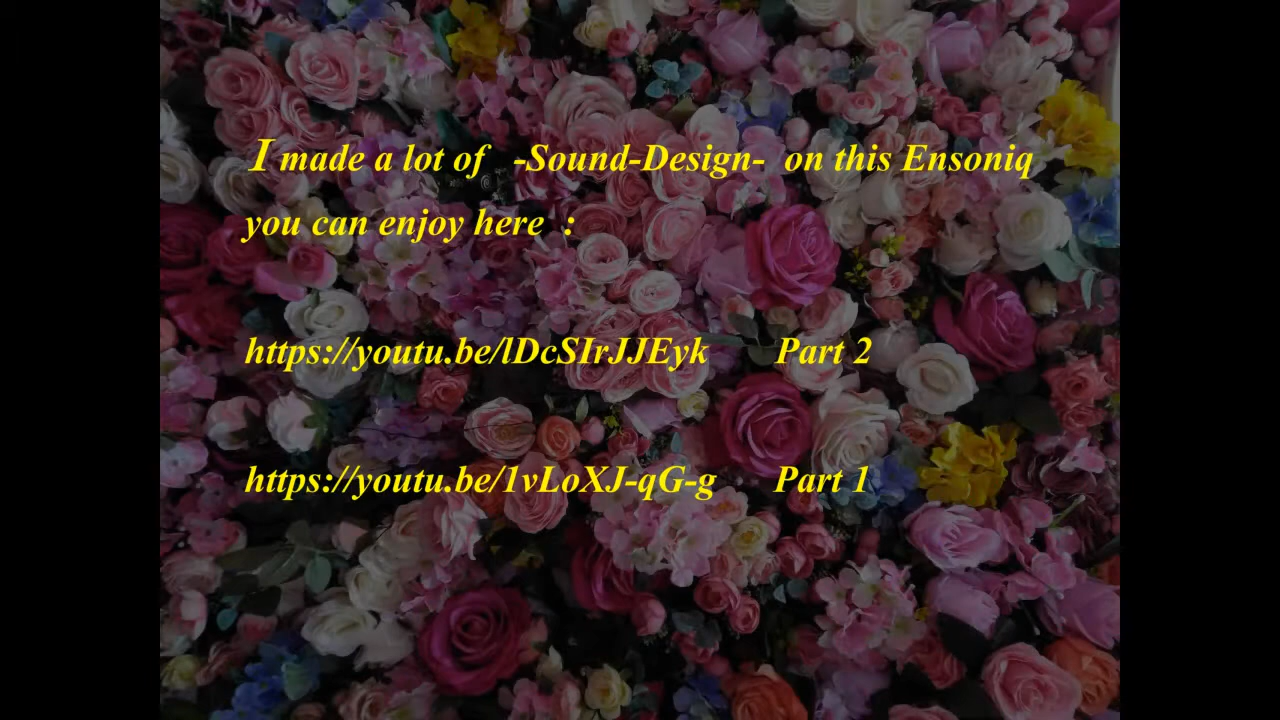 I made a lot of -Sound-Design- on this Ensoniq
you can enjoy here :
https://youtu.be/lDcSIrJJEyk Part 2
https://youtu.be/1vLoXJ-qG-g Part 1